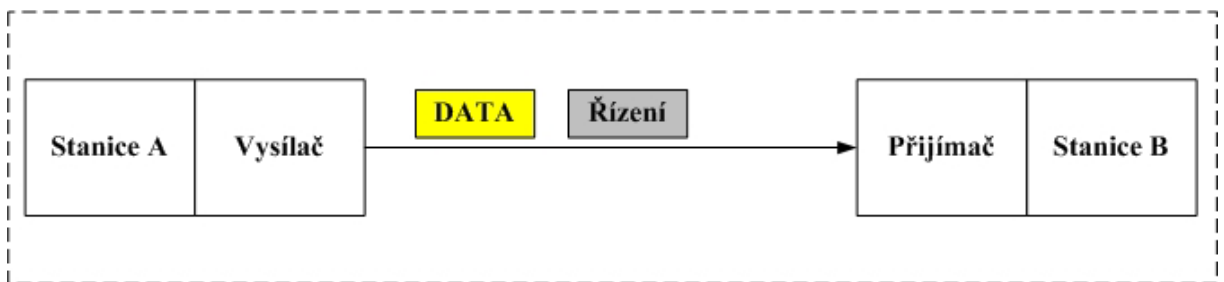 Stanice A
Vysílač
DATA
Řízení
Přijímač
Stanice B